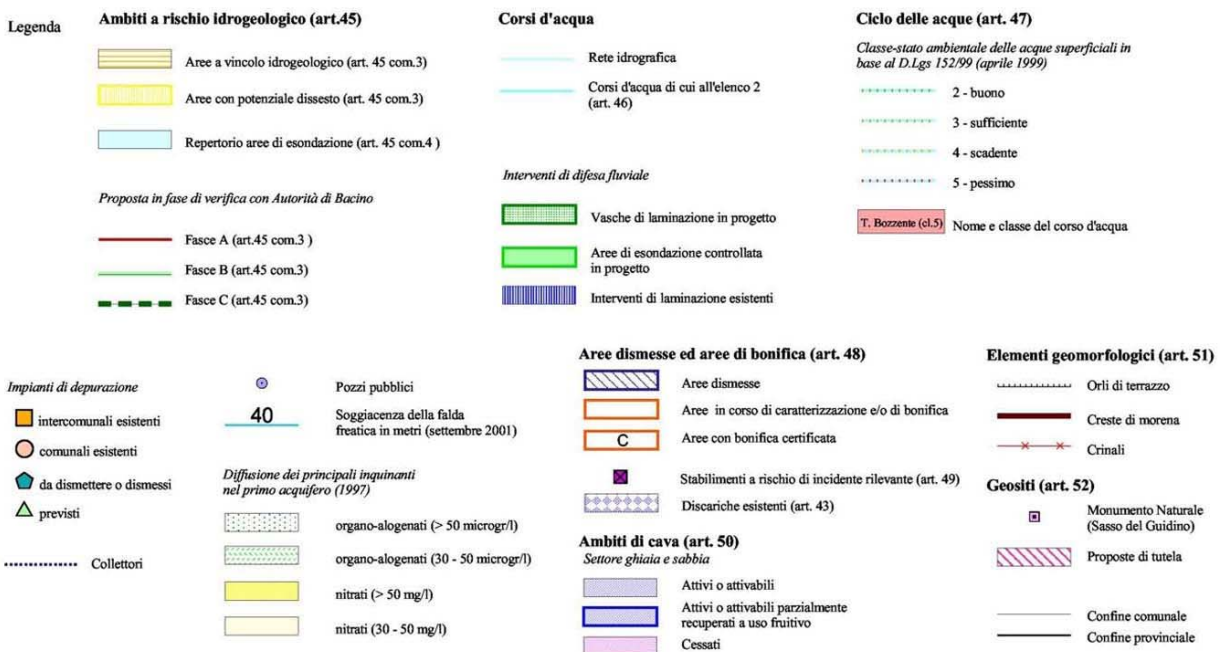 Legenda
Ambiti a rischio idrogeologico (art.45)
Aree a vincolo idrogeologico (art. 45 com.3)
Aree con potenziale dissesto (art. 45 com.3)
Repertorio aree di esondazione (art. 45 com.4 )
Proposta in fase di verifica con Autorità di Bacino
Fasce A (art.45 com.3 )
Fasce B (art.45 com.3)
Fasce C (art.45 com.3)
Corsi d'acqua
Rete idrografica
Corsi d'acqua di cui all'elenco 2
(art. 46)
Interventi di difesa fluviale
Vasche di laminazione in progetto
Aree di esondazione controllata
in progetto
Interventi di laminazione esistenti
Ciclo delle acque (art. 47)
Classe-stato ambientale delle acque superficiali in
base al D.Lgs 152/99 (aprile 1999)
2 - buono
3 - sufficiente
4 - scadente
5 - pessimo
T. Bozzente (cl.5) Nome e classe del corso d'acqua
Impianti di depurazione
intercomunali esistenti
comunali esistenti
da dismettere o dismessi
previsti
Collettori
Pozzi pubblici
40 Soggiacenza della falda
freatica in metri (settembre 2001)
Diffusione dei principali inquinanti
nel primo acquifero (1997)
organo-alogenati (> 50 microgr/l)
organo-alogenati (30 - 50 microgr/l)
nitrati (> 50 mg/l)
nitrati (30 - 50 mg/l)
Aree dismesse ed aree di bonifica (art. 48)
Aree dismesse
Aree in corso di caratterizzazione e/o di bonifica
C Aree con bonifica certificata
Stabilimenti a rischio di incidente rilevante (art. 49)
Discariche esistenti (art. 43)
Ambiti di cava (art. 50)
Settore ghiaia e sabbia
Attivi o attivabili
Attivi o attivabili parzialmente
recuperati a uso fruitivo
Cessati
Elementi geomorfologici (art. 51)
Orli di terrazzo
Creste di morena
Crinali
Geositi (art. 52)
Monumento Naturale
(Sasso del Guidino)
Proposte di tutela
Confine comunale
Confine provinciale